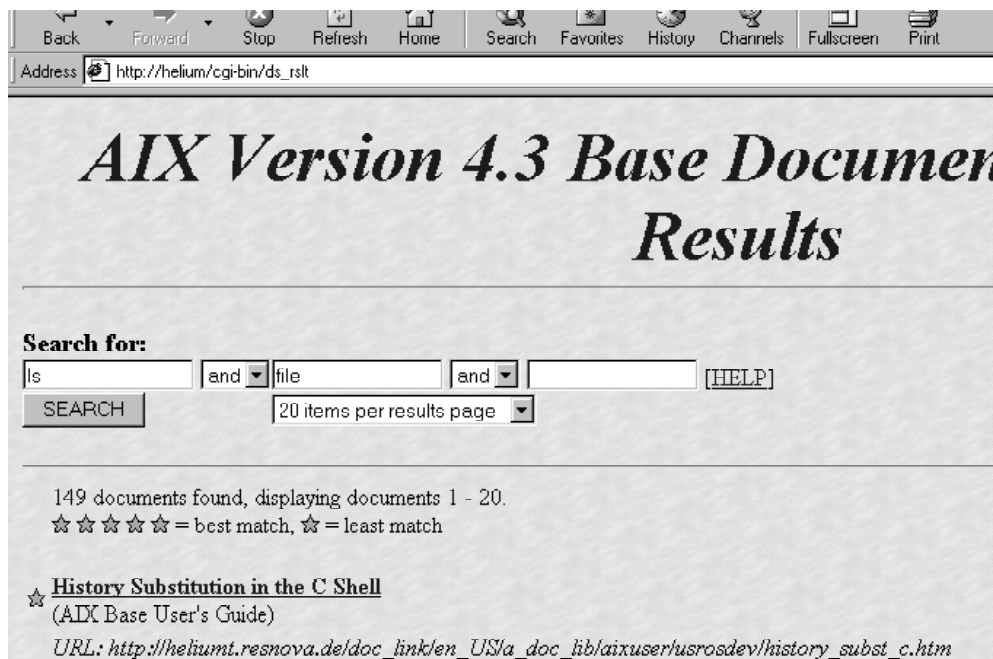 Back Forward Stop Refresh Home Search Favorites History Channels Fullscreen Print
Address http://helium/cgi-bin/ds_rslt
AIX Version 4.3 Base Documen
Results
Search for:
ls and file and [HELP]
SEARCH 20 items per results page
149 documents found, displaying documents 1 - 20.
= best match, = least match
History Substitution in the C Shell
(AIX Base User's Guide)
URL: http://heliumt.resnova.de/doc_link/en_US/a_doc_lib/aixuser/usrosdev/history_subst_c.htm